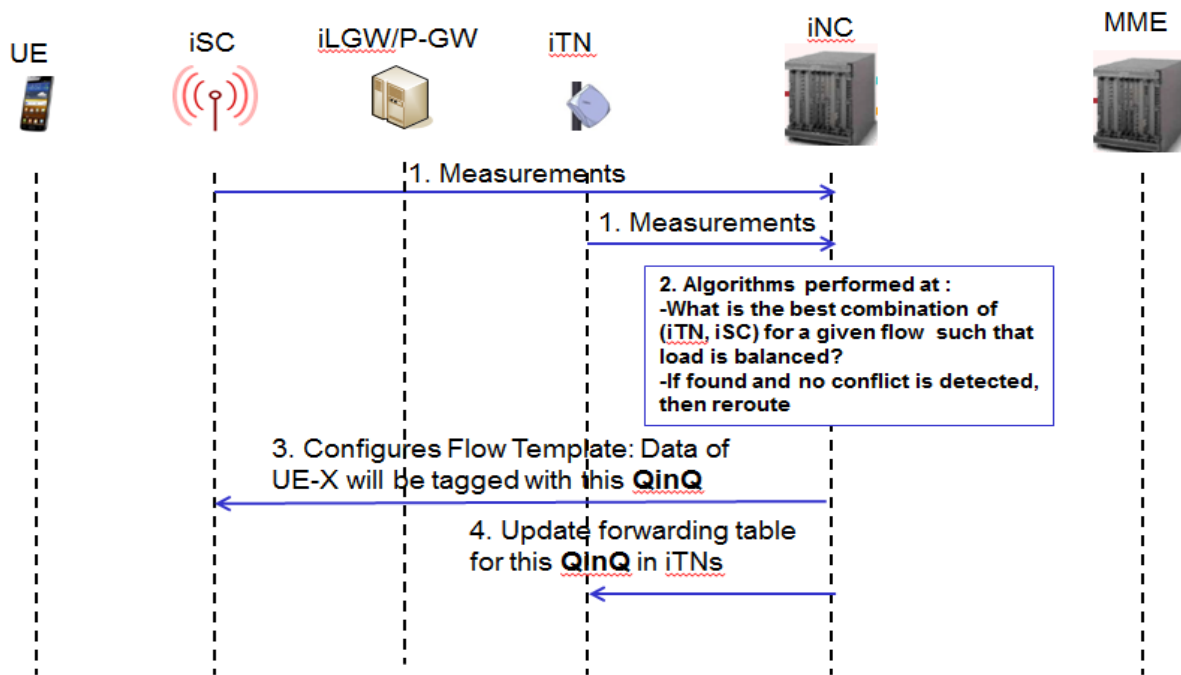 UE
iSC
iLGW/P-GW
iTN
iNC
MME
1. Measurements
1. Measurements
2. Algorithms performed at :
-What is the best combination of
(iTN, iSC) for a given flow such that
load is balanced?
-If found and no conflict is detected,
then reroute
3. Configures Flow Template: Data of
UE-X will be tagged with this QinQ
4. Update forwarding table
for this QinQ in iTNs